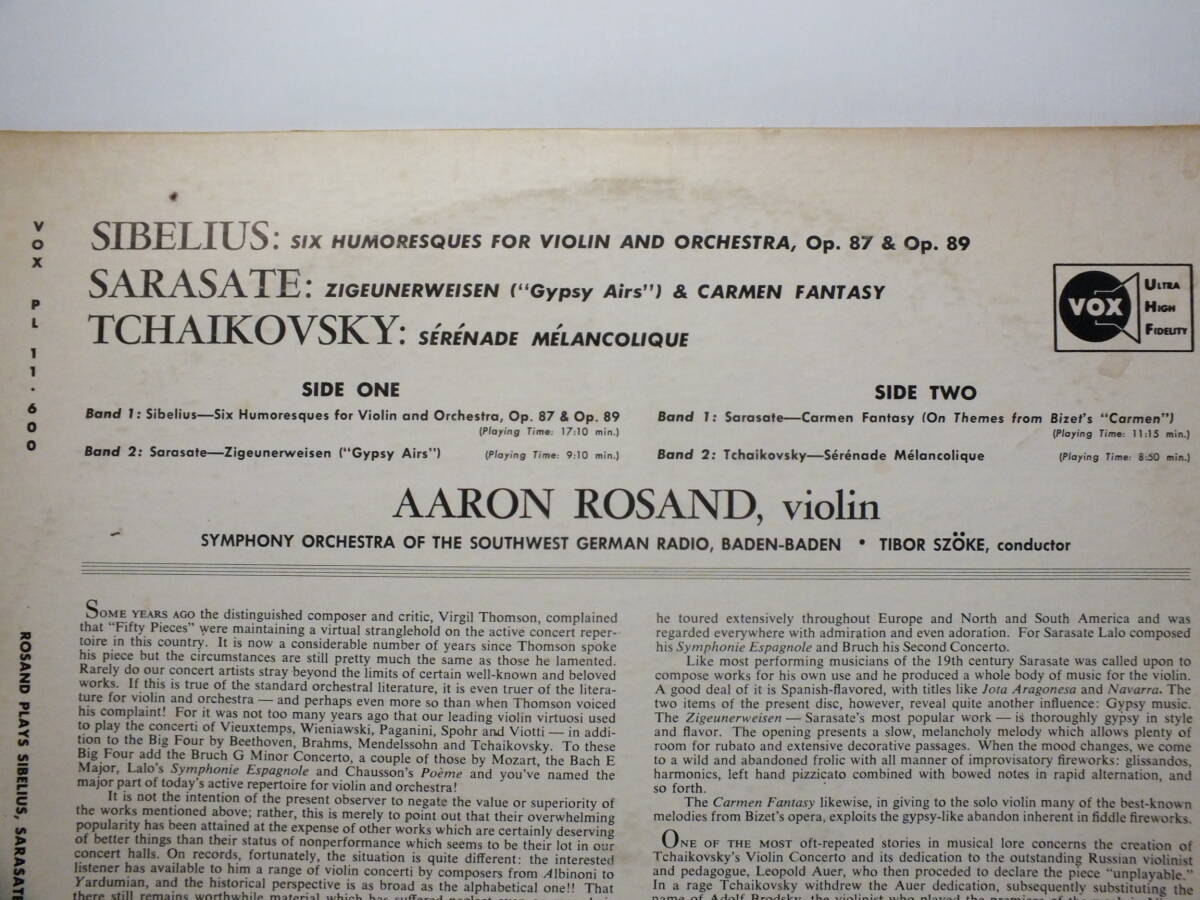 SIBELIUS: SIX HUMORESQUES FOR VIOLIN AND ORCHESTRA, Op. 87 & Op. 89
SARASATE: ZIGEUNERWEISEN ("Gypsy Airs") & CARMEN FANTASY
TCHAIKOVSKY: SÉRÉNADE MÉLANCOLIQUE
VOX ULTRA HIGH FIDELITY
VOX PL 11·600
ROSAND PLAYS SIBELIUS, SARASATE
SIDE ONE
Band 1: Sibelius—Six Humoresques for Violin and Orchestra, Op. 87 & Op. 89
(Playing Time: 17:10 min.)
Band 2: Sarasate—Zigeunerweisen ("Gypsy Airs") (Playing Time: 9:10 min.)
SIDE TWO
Band 1: Sarasate—Carmen Fantasy (On Themes from Bizet's "Carmen")
(Playing Time: 11:15 min.)
Band 2: Tchaikovsky—Sérénade Mélancolique (Playing Time: 8:50 min.)
AARON ROSAND, violin
SYMPHONY ORCHESTRA OF THE SOUTHWEST GERMAN RADIO, BADEN-BADEN • TIBOR SZÖKE, conductor
SOME YEARS AGO the distinguished composer and critic, Virgil Thomson, complained
that "Fifty Pieces" were maintaining a virtual stranglehold on the active concert reper-
toire in this country. It is now a considerable number of years since Thomson spoke
his piece but the circumstances are still pretty much the same as those he lamented.
Rarely do our concert artists stray beyond the limits of certain well-known and beloved
works. If this is true of the standard orchestral literature, it is even truer of the litera-
ture for violin and orchestra — and perhaps even more so than when Thomson voiced
his complaint! For it was not too many years ago that our leading violin virtuosi used
to play the concerti of Vieuxtemps, Wieniawski, Paganini, Spohr and Viotti — in addi-
tion to the Big Four by Beethoven, Brahms, Mendelssohn and Tchaikovsky. To these
Big Four add the Bruch G Minor Concerto, a couple of those by Mozart, the Bach E
Major, Lalo's Symphonie Espagnole and Chausson's Poème and you've named the
major part of today's active repertoire for violin and orchestra!
It is not the intention of the present observer to negate the value or superiority of
the works mentioned above; rather, this is merely to point out that their overwhelming
popularity has been attained at the expense of other works which are certainly deserving
of better things than their status of nonperformance which seems to be their lot in our
concert halls. On records, fortunately, the situation is quite different: the interested
listener has available to him a range of violin concerti by composers from Albinoni to
Yardumian, and the historical perspective is as broad as the alphabetical one!! That
there still remains worthwhile material which has suffered neglect
he toured extensively throughout Europe and North and South America and was
regarded everywhere with admiration and even adoration. For Sarasate Lalo composed
his Symphonie Espagnole and Bruch his Second Concerto.
Like most performing musicians of the 19th century Sarasate was called upon to
compose works for his own use and he produced a whole body of music for the violin.
A good deal of it is Spanish-flavored, with titles like Jota Aragonesa and Navarra. The
two items of the present disc, however, reveal quite another influence: Gypsy music.
The Zigeunerweisen — Sarasate's most popular work — is thoroughly gypsy in style
and flavor. The opening presents a slow, melancholy melody which allows plenty of
room for rubato and extensive decorative passages. When the mood changes, we come
to a wild and abandoned frolic with all manner of improvisatory fireworks: glissandos,
harmonics, left hand pizzicato combined with bowed notes in rapid alternation, and
so forth.
The Carmen Fantasy likewise, in giving to the solo violin many of the best-known
melodies from Bizet's opera, exploits the gypsy-like abandon inherent in fiddle fireworks.
ONE OF THE MOST oft-repeated stories in musical lore concerns the creation of
Tchaikovsky's Violin Concerto and its dedication to the outstanding Russian violinist
and pedagogue, Leopold Auer, who then proceeded to declare the piece "unplayable."
In a rage Tchaikovsky withdrew the Auer dedication, subsequently substituting the
name of Adolf Brodsky, the violinist who played the premiere of the work in